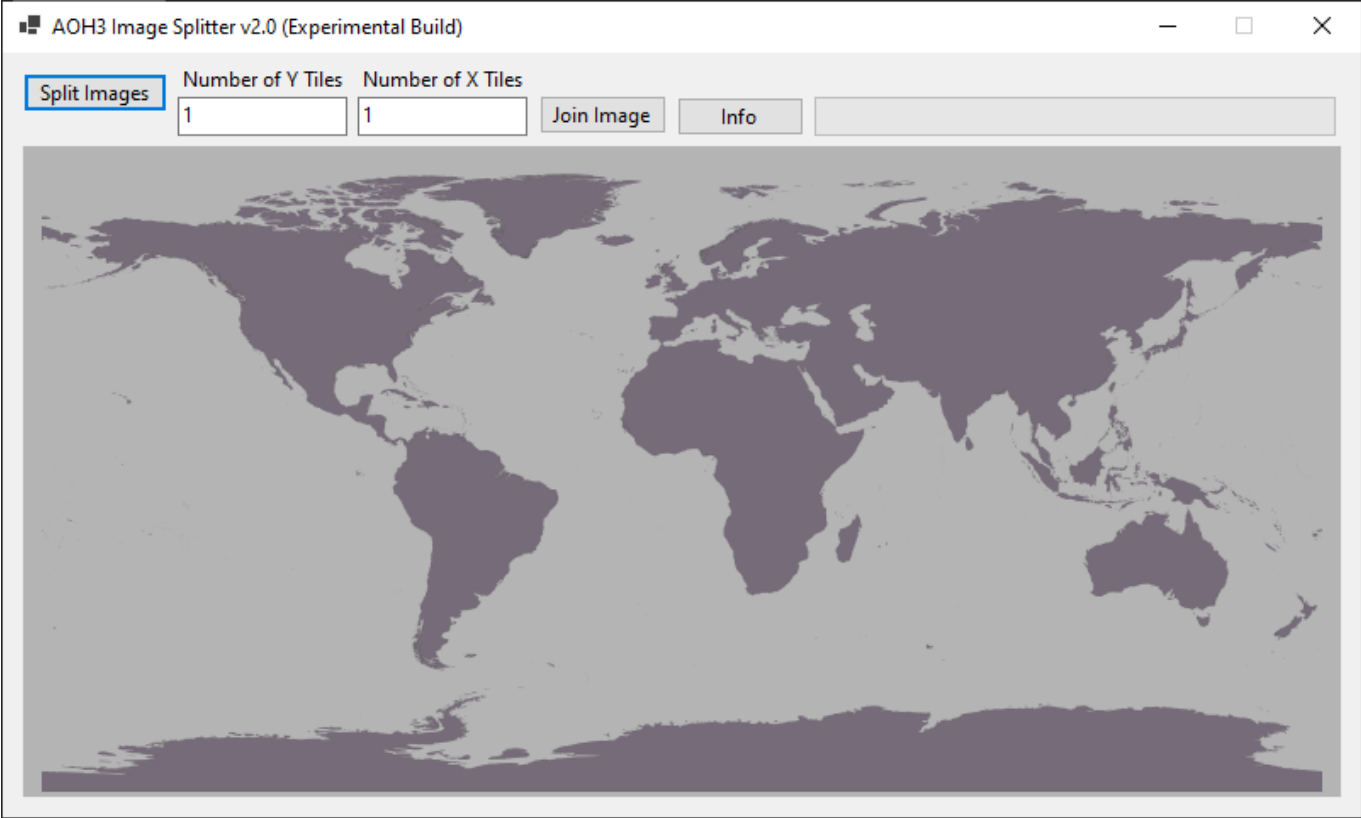 AOH3 Image Splitter v2.0 (Experimental Build)
Split Images
Number of Y Tiles
Number of X Tiles
1
1
Join Image
Info